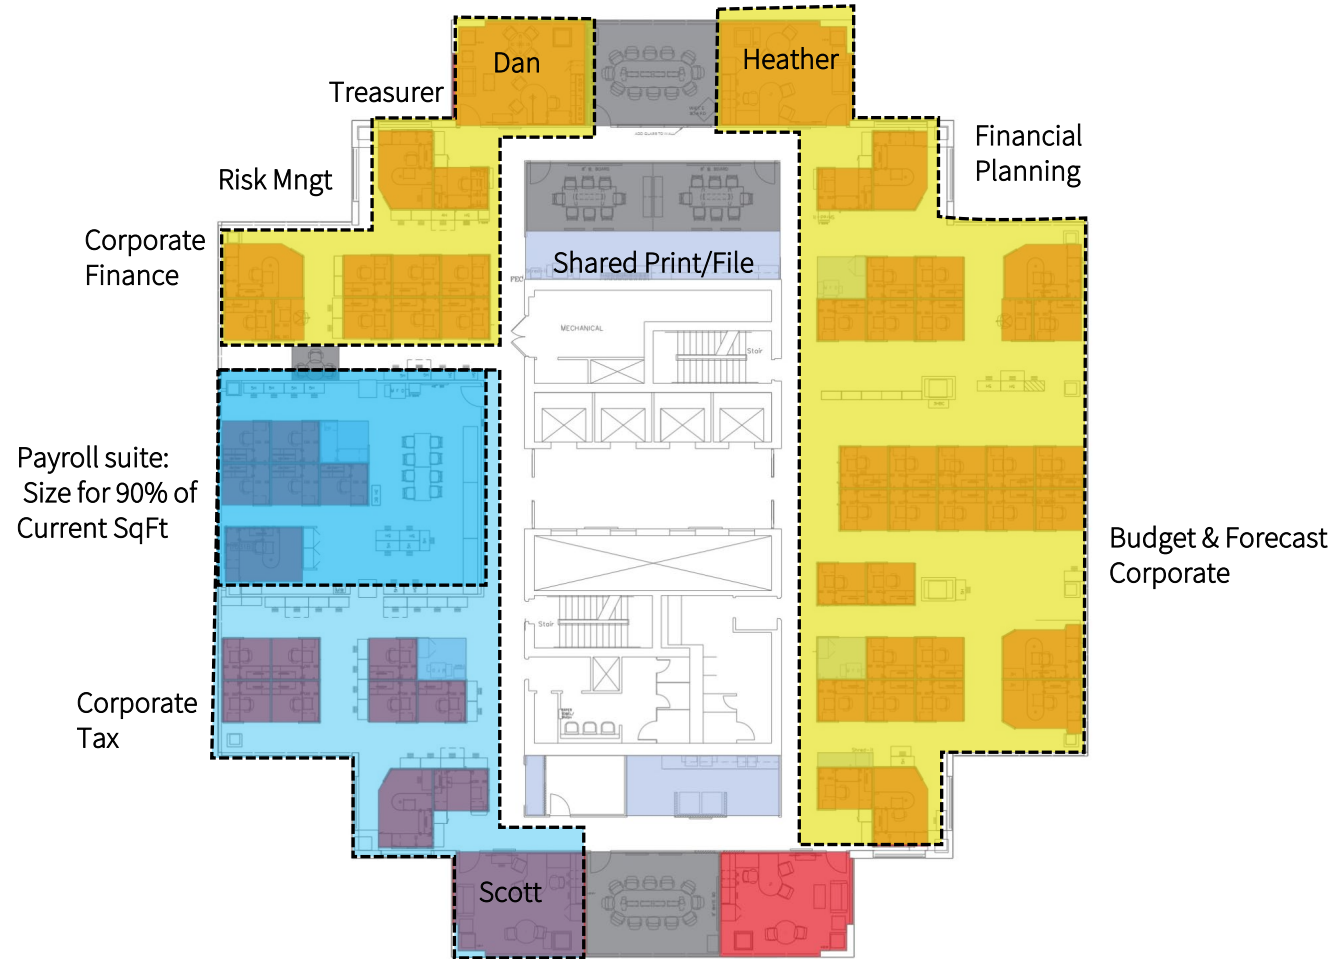 Dan
Heather
Treasurer
Financial
Planning
Risk Mngt
Corporate
Finance
Shared Print/File
FEC
MECHANICAL
Stair
Payroll suite:
Size for 90% of
Current SqFt
Budget & Forecast
Corporate
Stair
Corporate
Tax
Scott